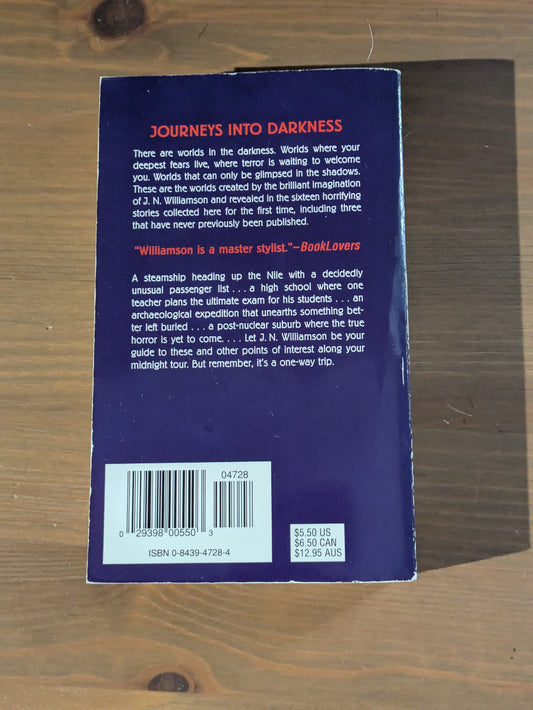 JOURNEYS INTO DARKNESS
There are worlds in the darkness. Worlds where your
deepest fears live, where terror is waiting to welcome
you. Worlds that can only be glimpsed in the shadows.
These are the worlds created by the brilliant imagination
of J. N. Williamson and revealed in the sixteen horrifying
stories collected here for the first time, including three
that have never previously been published.
"Williamson is a master stylist."—BookLovers
A steamship heading up the Nile with a decidedly
unusual passenger list . . . a high school where one
teacher plans the ultimate exam for his students . . . an
archaeological expedition that unearths something bet-
ter left buried . . . a post-nuclear suburb where the true
horror is yet to come. . . . Let J. N. Williamson be your
guide to these and other points of interest along your
midnight tour. But remember, it's a one-way trip.
04728
0 29398 00550 3
ISBN 0-8439-4728-4
$5.50 US
$6.50 CAN
$12.95 AUS